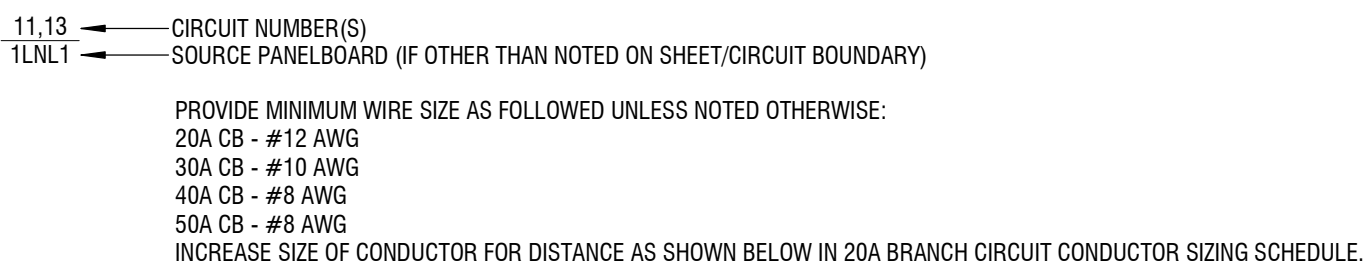 11,13 CIRCUIT NUMBER(S)
1LNL1 SOURCE PANELBOARD (IF OTHER THAN NOTED ON SHEET/CIRCUIT BOUNDARY)
PROVIDE MINIMUM WIRE SIZE AS FOLLOWED UNLESS NOTED OTHERWISE:
20A CB - #12 AWG
30A CB - #10 AWG
40A CB - #8 AWG
50A CB - #8 AWG
INCREASE SIZE OF CONDUCTOR FOR DISTANCE AS SHOWN BELOW IN 20A BRANCH CIRCUIT CONDUCTOR SIZING SCHEDULE.